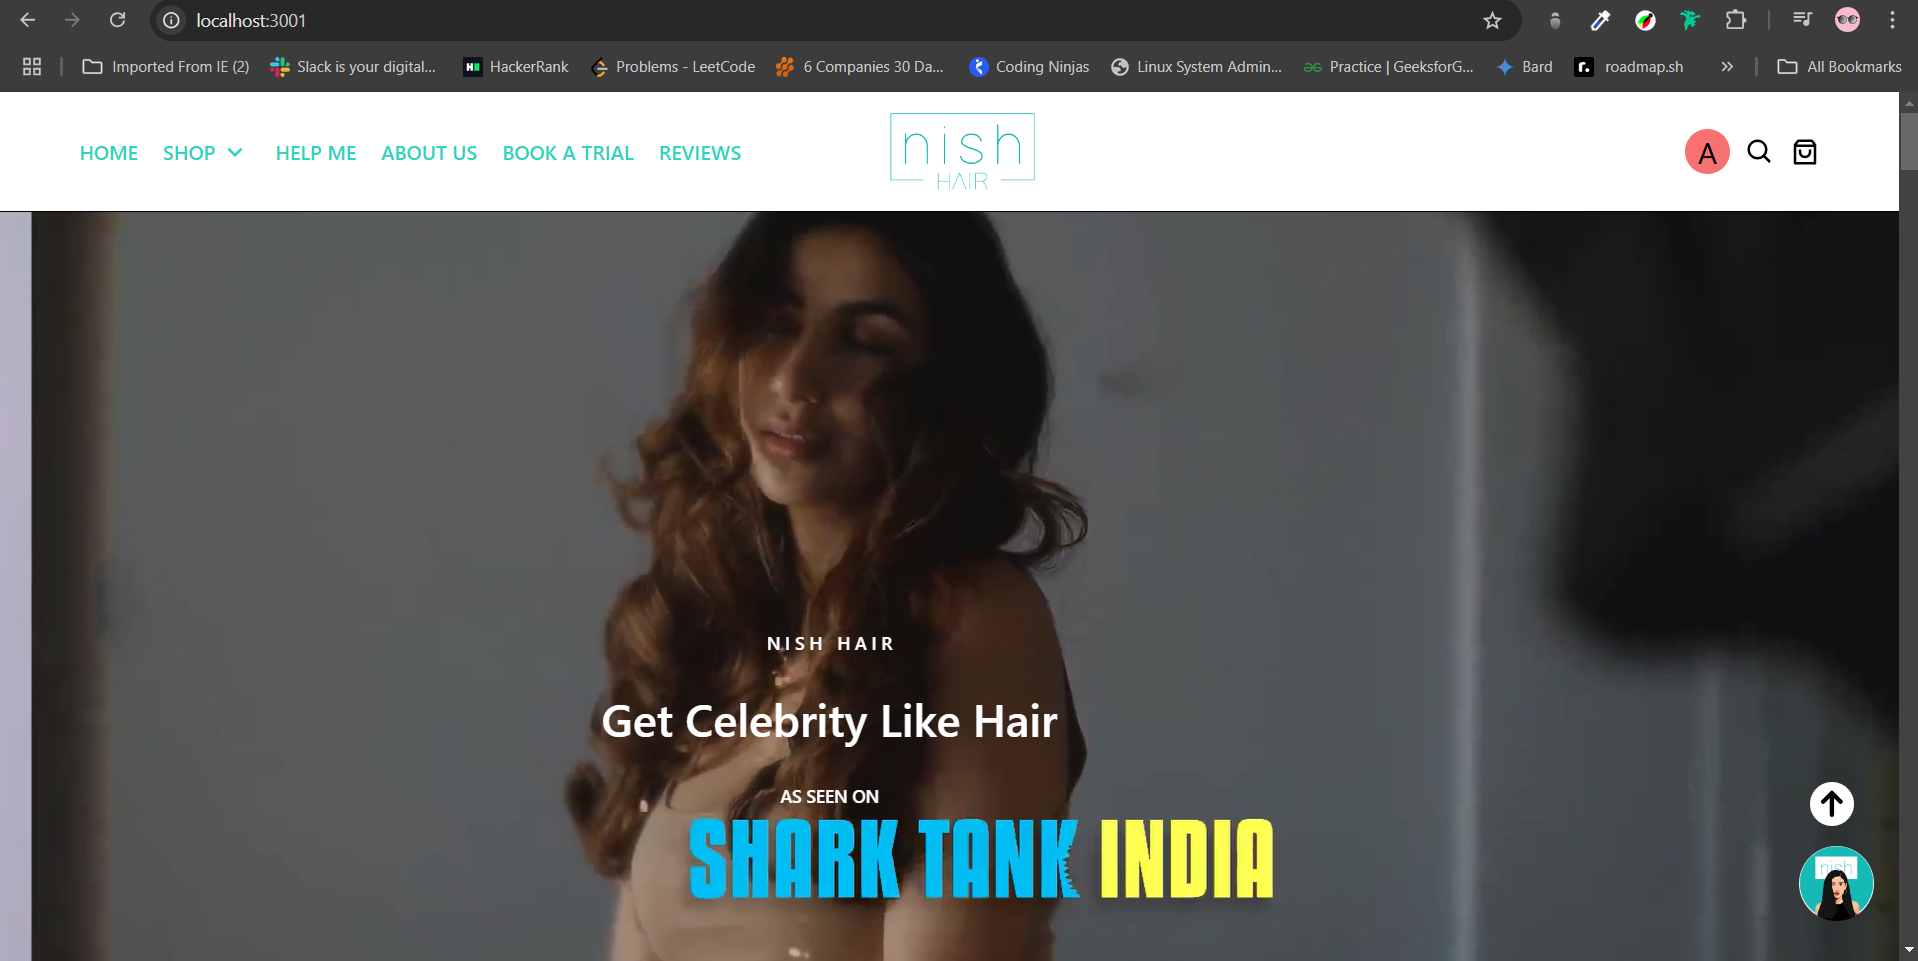 localhost:3001
Imported From IE (2) Slack is your digital... HackerRank Problems - LeetCode 6 Companies 30 Da... Coding Ninjas Linux System Admin... Practice | GeeksforG... Bard roadmap.sh All Bookmarks
HOME SHOP HELP ME ABOUT US BOOK A TRIAL REVIEWS
nish
HAIR
A
NISH HAIR
Get Celebrity Like Hair
AS SEEN ON
SHARK TANK INDIA
nish